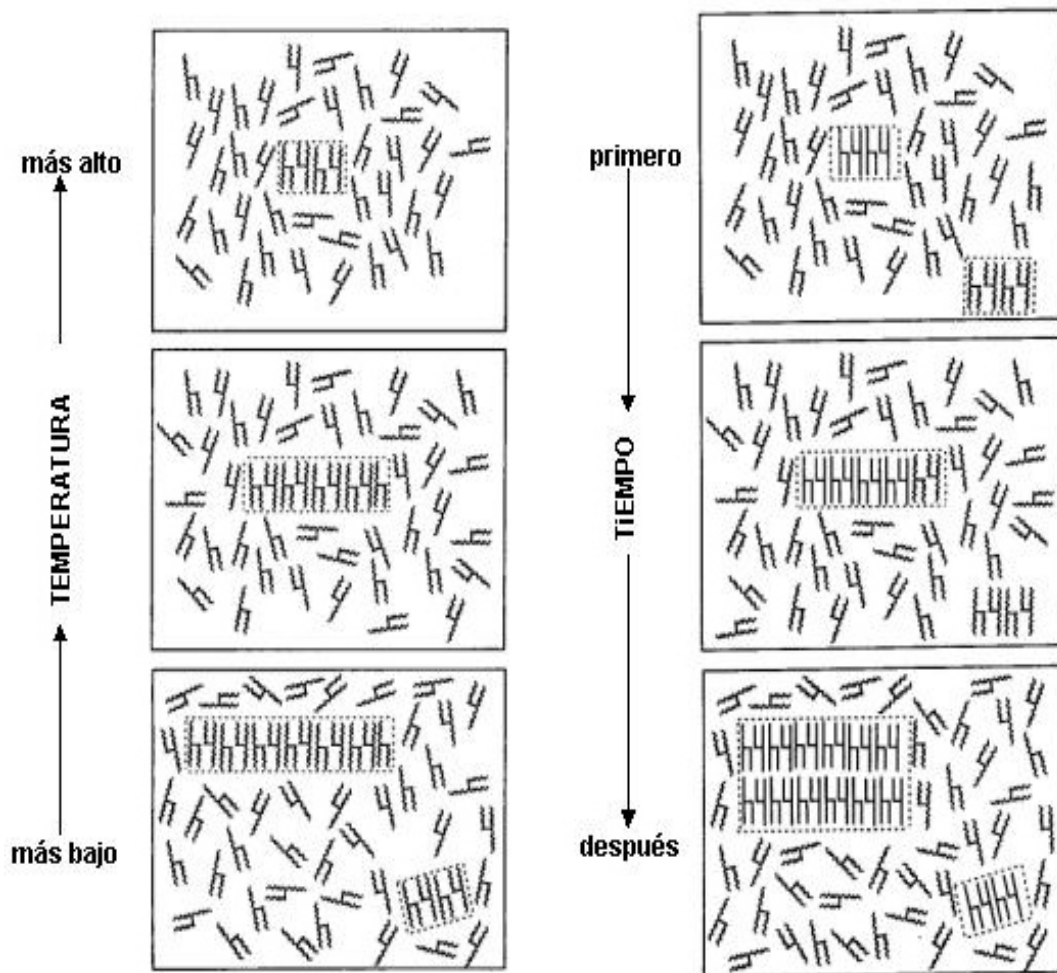 más alto
TEMPERATURA
más bajo
primero
TiEMPO
después